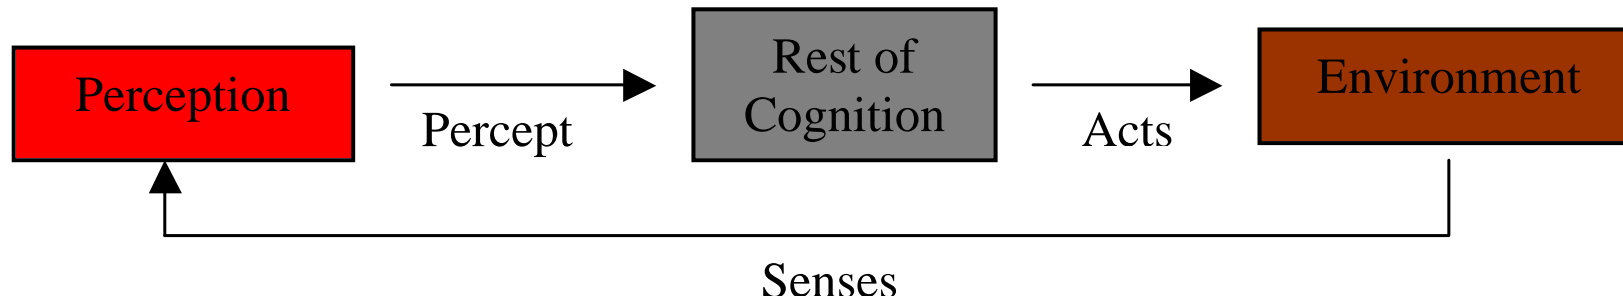 Perception
Percept
Rest of
Cognition
Acts
Environment
Senses